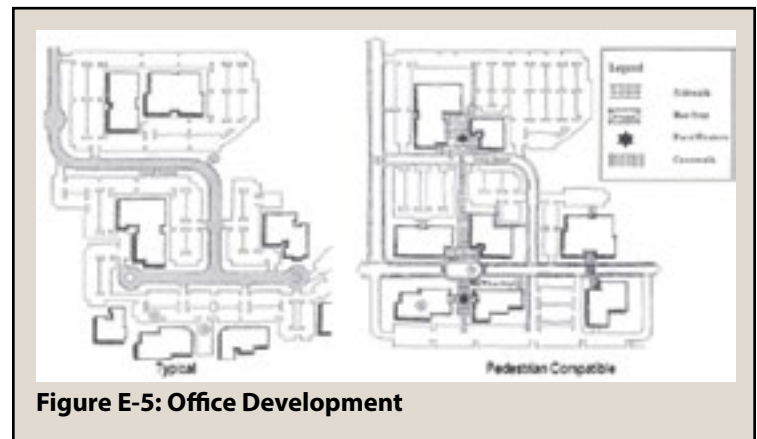 Legend
Sidewalk
Bus Stop
Crosswalk
Typical
Pedestrian Compatible
Figure E-5: Office Development